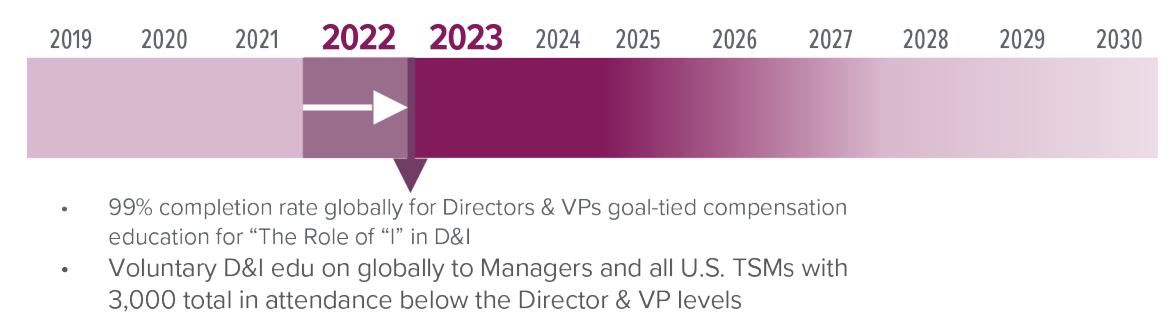 2019 2020 2021 2022 2023 2024 2025 2026 2027 2028 2029 2030
• 99% completion rate globally for Directors & VPs goal-tied compensation
education for “The Role of “I” in D&I
• Voluntary D&I edu on globally to Managers and all U.S. TSMs with
3,000 total in attendance below the Director & VP levels